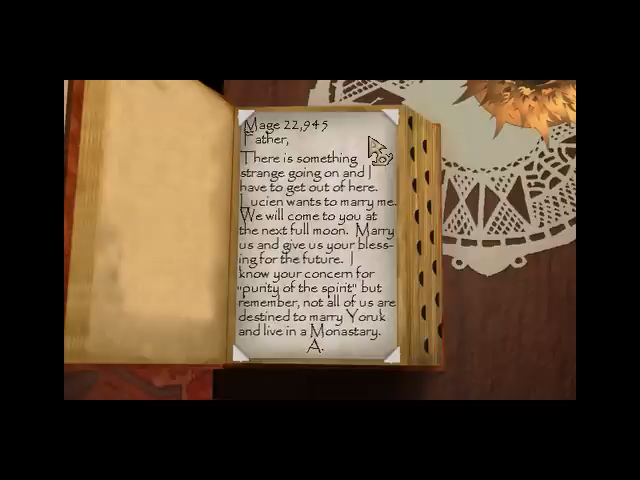 Mage 22,945
Father,
There is something
strange going on and I
have to get out of here.
Lucien wants to marry me.
We will come to you at
the next full moon. Marry
us and give us your bless-
ing for the future. I
know your concern for
"purity of the spirit" but
remember, not all of us are
destined to marry Yoruk
and live in a Monastary.
A.